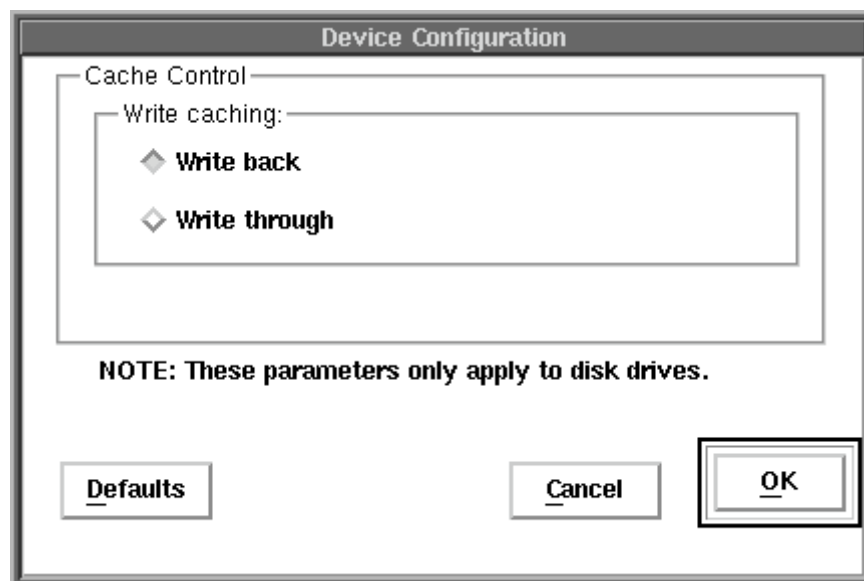 Device Configuration
Cache Control
Write caching:
Write back
Write through
NOTE: These parameters only apply to disk drives.
Defaults Cancel OK